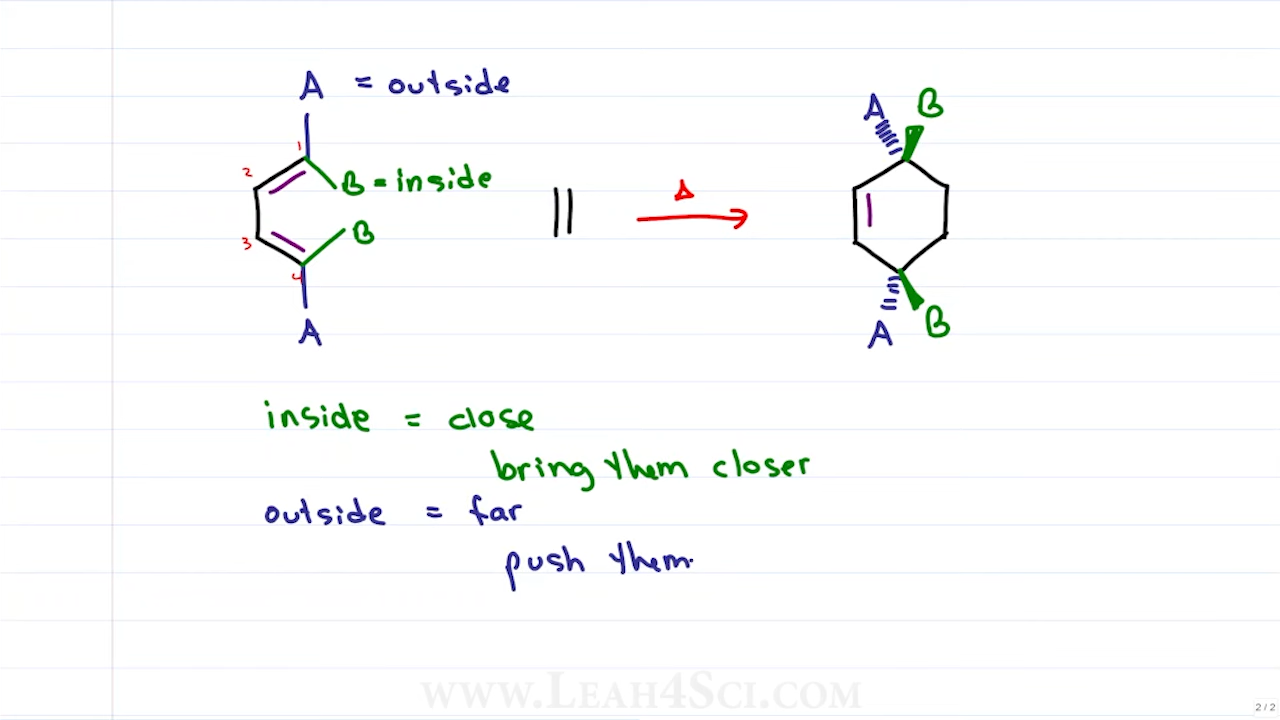 A = outside
A B
1
2
B = inside
Δ
B
3
4
A
A B
inside = close
bring them closer
outside = far
push them
www.Leah4Sci.com
2 / 2